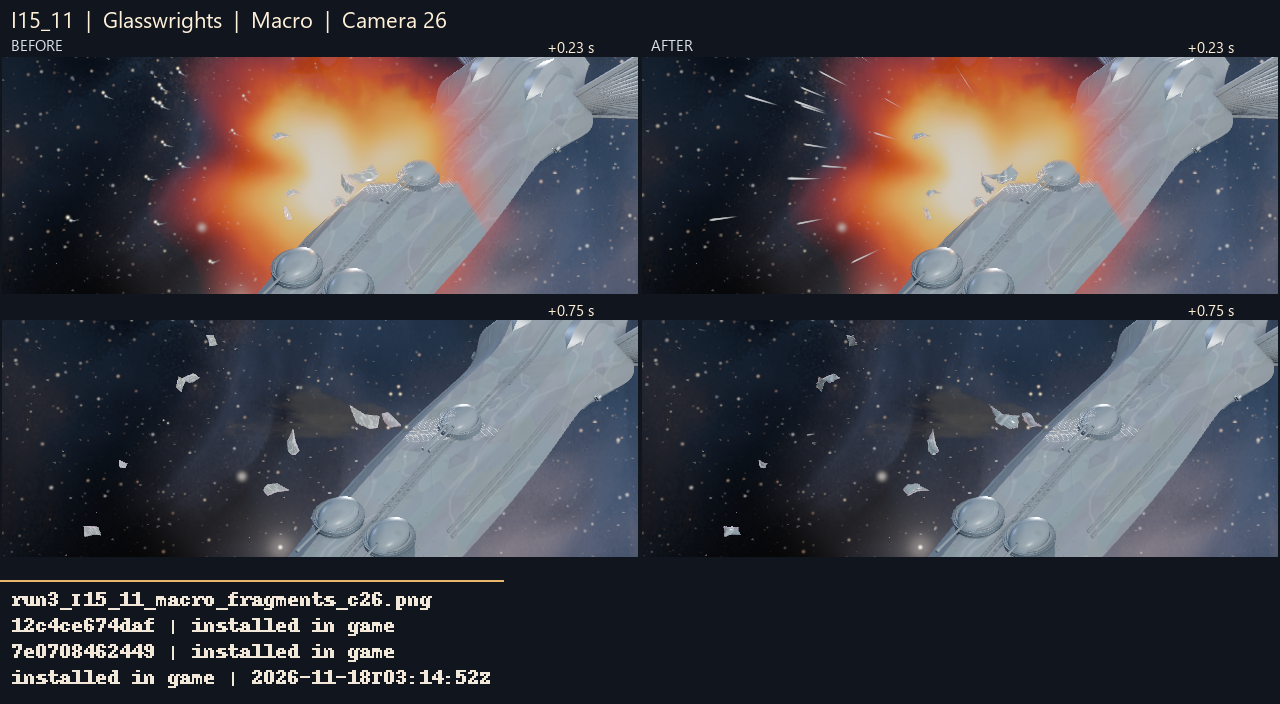 I15_11 | Glasswrights | Macro | Camera 26
BEFORE
+0.23 s
AFTER
+0.23 s
+0.75 s
+0.75 s
run3_I15_11_macro_fragments_c26.png
12c4ce674daf | installed in game
7e0708462449 | installed in game
installed in game | 2026-11-18T03:14:52Z